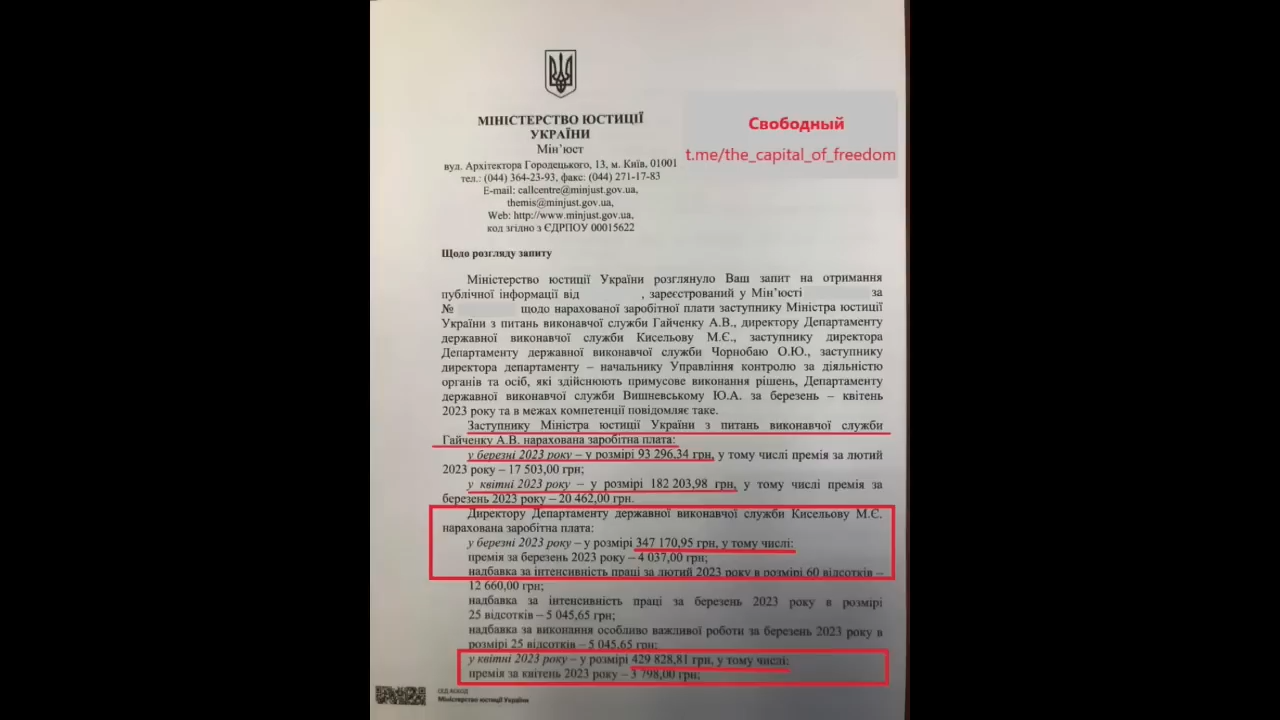 МІНІСТЕРСТВО ЮСТИЦІЇ
УКРАЇНИ
Мін’юст
вул. Архітектора Городецького, 13, м. Київ, 01001
тел.: (044) 364-23-93, факс: (044) 271-17-83
E-mail: callcentre@minjust.gov.ua,
themis@minjust.gov.ua,
Web: http://www.minjust.gov.ua,
код згідно з ЄДРПОУ 00015622
Свободный
t.me/the_capital_of_freedom
Щодо розгляду запиту
Міністерство юстиції України розглянуло Ваш запит на отримання
публічної інформації від , зареєстрований у Мін’юсті за
№ щодо нарахованої заробітної плати заступнику Міністра юстиції
України з питань виконавчої служби Гайченку А.В., директору Департаменту
державної виконавчої служби Кисельову М.Є., заступнику директора
Департаменту державної виконавчої служби Чорнобаю О.Ю., заступнику
директора департаменту – начальнику Управління контролю за діяльністю
органів та осіб, які здійснюють примусове виконання рішень, Департаменту
державної виконавчої служби Вишневському Ю.А. за березень – квітень
2023 року та в межах компетенції повідомляє таке.
Заступнику Міністра юстиції України з питань виконавчої служби
Гайченку А.В. нарахована заробітна плата:
у березні 2023 року – у розмірі 93 296,34 грн, у тому числі премія за лютий
2023 року – 17 503,00 грн;
у квітні 2023 року – у розмірі 182 203,98 грн, у тому числі премія за
березень 2023 року – 20 462,00 грн.
Директору Департаменту державної виконавчої служби Кисельову М.Є.
нарахована заробітна плата:
у березні 2023 року – у розмірі 347 170,95 грн, у тому числі:
премія за березень 2023 року – 4 037,00 грн;
надбавка за інтенсивність праці за лютий 2023 року в розмірі 60 відсотків –
12 660,00 грн;
надбавка за інтенсивність праці за березень 2023 року в розмірі
25 відсотків – 5 045,65 грн;
надбавка за виконання особливо важливої роботи за березень 2023 року в
розмірі 25 відсотків – 5 045,65 грн;
у квітні 2023 року – у розмірі 429 828,81 грн, у тому числі:
премія за квітень 2023 року – 3 798,00 грн;
СЕД АСКОД
Міністерство юстиції України